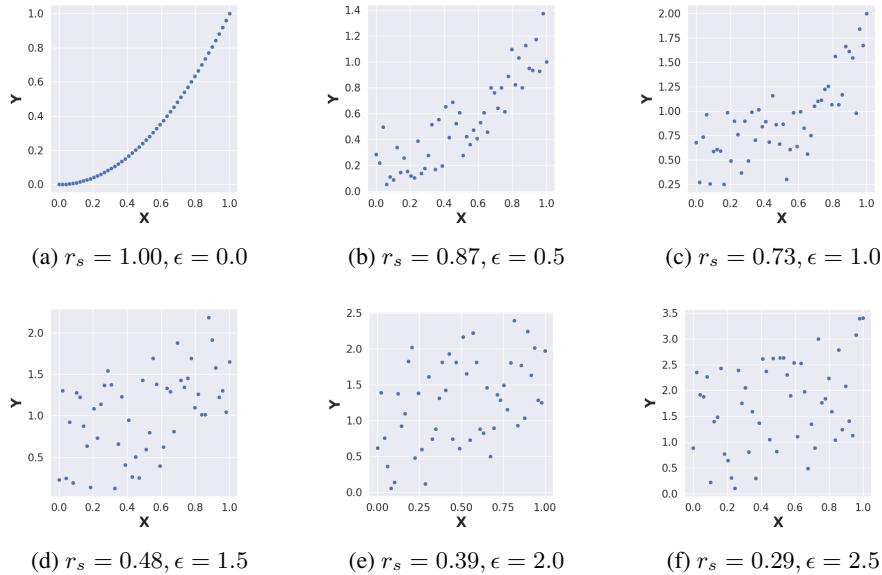 1.0
0.8
0.6
0.4
0.2
0.0
Y
0.0 0.2 0.4 0.6 0.8 1.0
X
(a) r_s = 1.00, ϵ = 0.0
1.4
1.2
1.0
0.8
0.6
0.4
0.2
0.0
Y
0.0 0.2 0.4 0.6 0.8 1.0
X
(b) r_s = 0.87, ϵ = 0.5
2.00
1.75
1.50
1.25
1.00
0.75
0.50
0.25
Y
0.0 0.2 0.4 0.6 0.8 1.0
X
(c) r_s = 0.73, ϵ = 1.0
2.0
1.5
1.0
0.5
Y
0.0 0.2 0.4 0.6 0.8 1.0
X
(d) r_s = 0.48, ϵ = 1.5
2.5
2.0
1.5
1.0
0.5
0.0
Y
0.00 0.25 0.50 0.75 1.00
X
(e) r_s = 0.39, ϵ = 2.0
3.5
3.0
2.5
2.0
1.5
1.0
0.5
0.0
Y
0.0 0.2 0.4 0.6 0.8 1.0
X
(f) r_s = 0.29, ϵ = 2.5